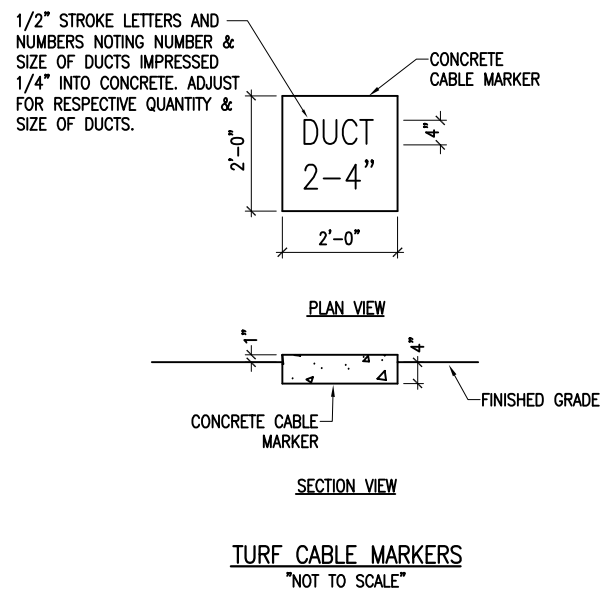 1/2" STROKE LETTERS AND
NUMBERS NOTING NUMBER &
SIZE OF DUCTS IMPRESSED
1/4" INTO CONCRETE. ADJUST
FOR RESPECTIVE QUANTITY &
SIZE OF DUCTS.
CONCRETE
CABLE MARKER
2'-0"
DUCT
2-4"
4"
2'-0"
PLAN VIEW
1"
4"
FINISHED GRADE
CONCRETE CABLE
MARKER
SECTION VIEW
TURF CABLE MARKERS
"NOT TO SCALE"